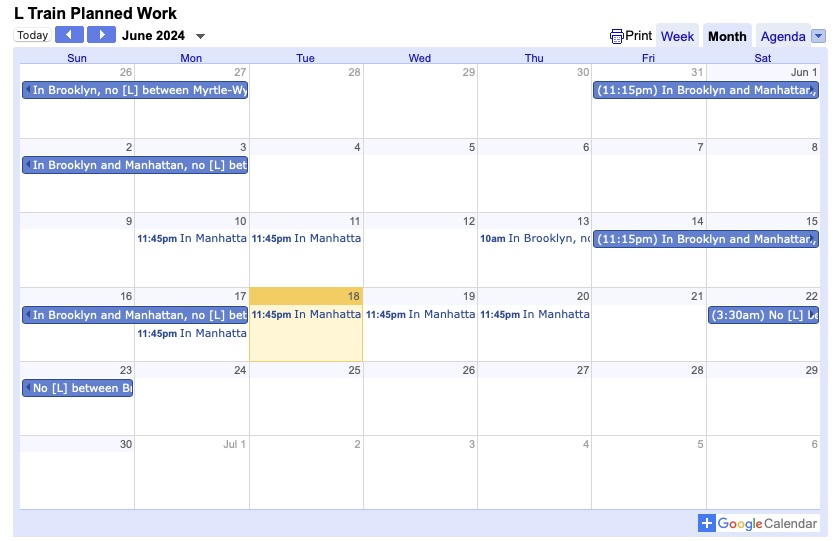 L Train Planned Work
Today June 2024 Print Week Month Agenda
Sun Mon Tue Wed Thu Fri Sat
26 27 28 29 30 31 Jun 1
In Brooklyn, no [L] between Myrtle-Wy (11:15pm) In Brooklyn and Manhattan,
2 3 4 5 6 7 8
In Brooklyn and Manhattan, no [L] bet
9 10 11 12 13 14 15
11:45pm In Manhatta 11:45pm In Manhatta 10am In Brooklyn, no (11:15pm) In Brooklyn and Manhattan,
16 17 18 19 20 21 22
In Brooklyn and Manhattan, no [L] bet 11:45pm In Manhatta 11:45pm In Manhatta 11:45pm In Manhatta (3:30am) No [L]
11:45pm In Manhatta
23 24 25 26 27 28 29
No [L] between Br
30 Jul 1 2 3 4 5 6
Google Calendar